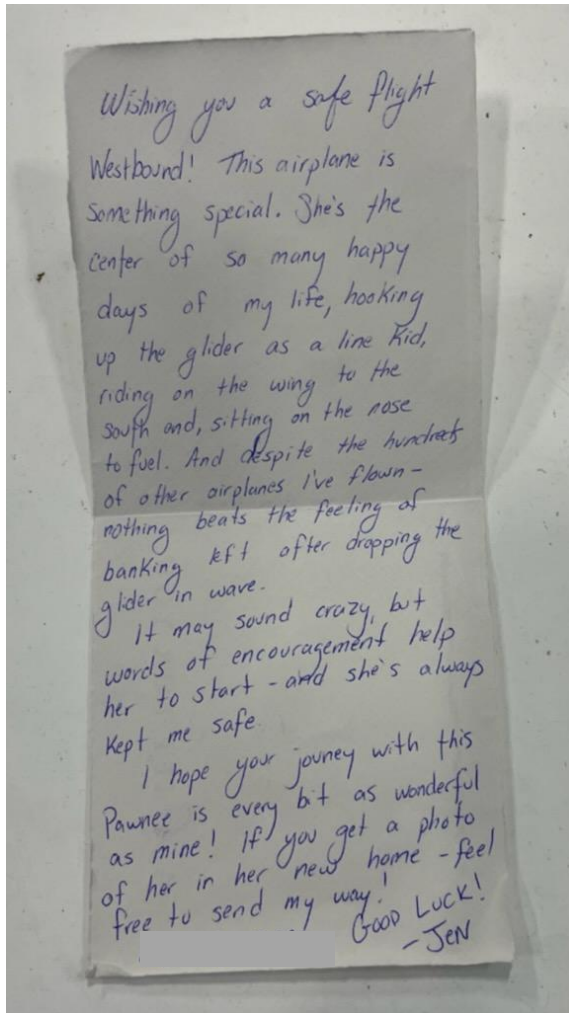 Wishing you a safe flight
Westbound! This airplane is
something special. She's the
center of so many happy
days of my life, hooking
up the glider as a line kid,
riding on the wing to the
south end, sitting on the nose
to fuel. And despite the hundreds
of other airplanes I've flown -
nothing beats the feeling of
banking left after dropping the
glider in wave.
It may sound crazy, but
words of encouragement help
her to start - and she's always
kept me safe.
I hope your jouney with this
Pawnee is every bit as wonderful
as mine! If you get a photo
of her in her new home - feel
free to send my way!
GOOD LUCK!
- JEN